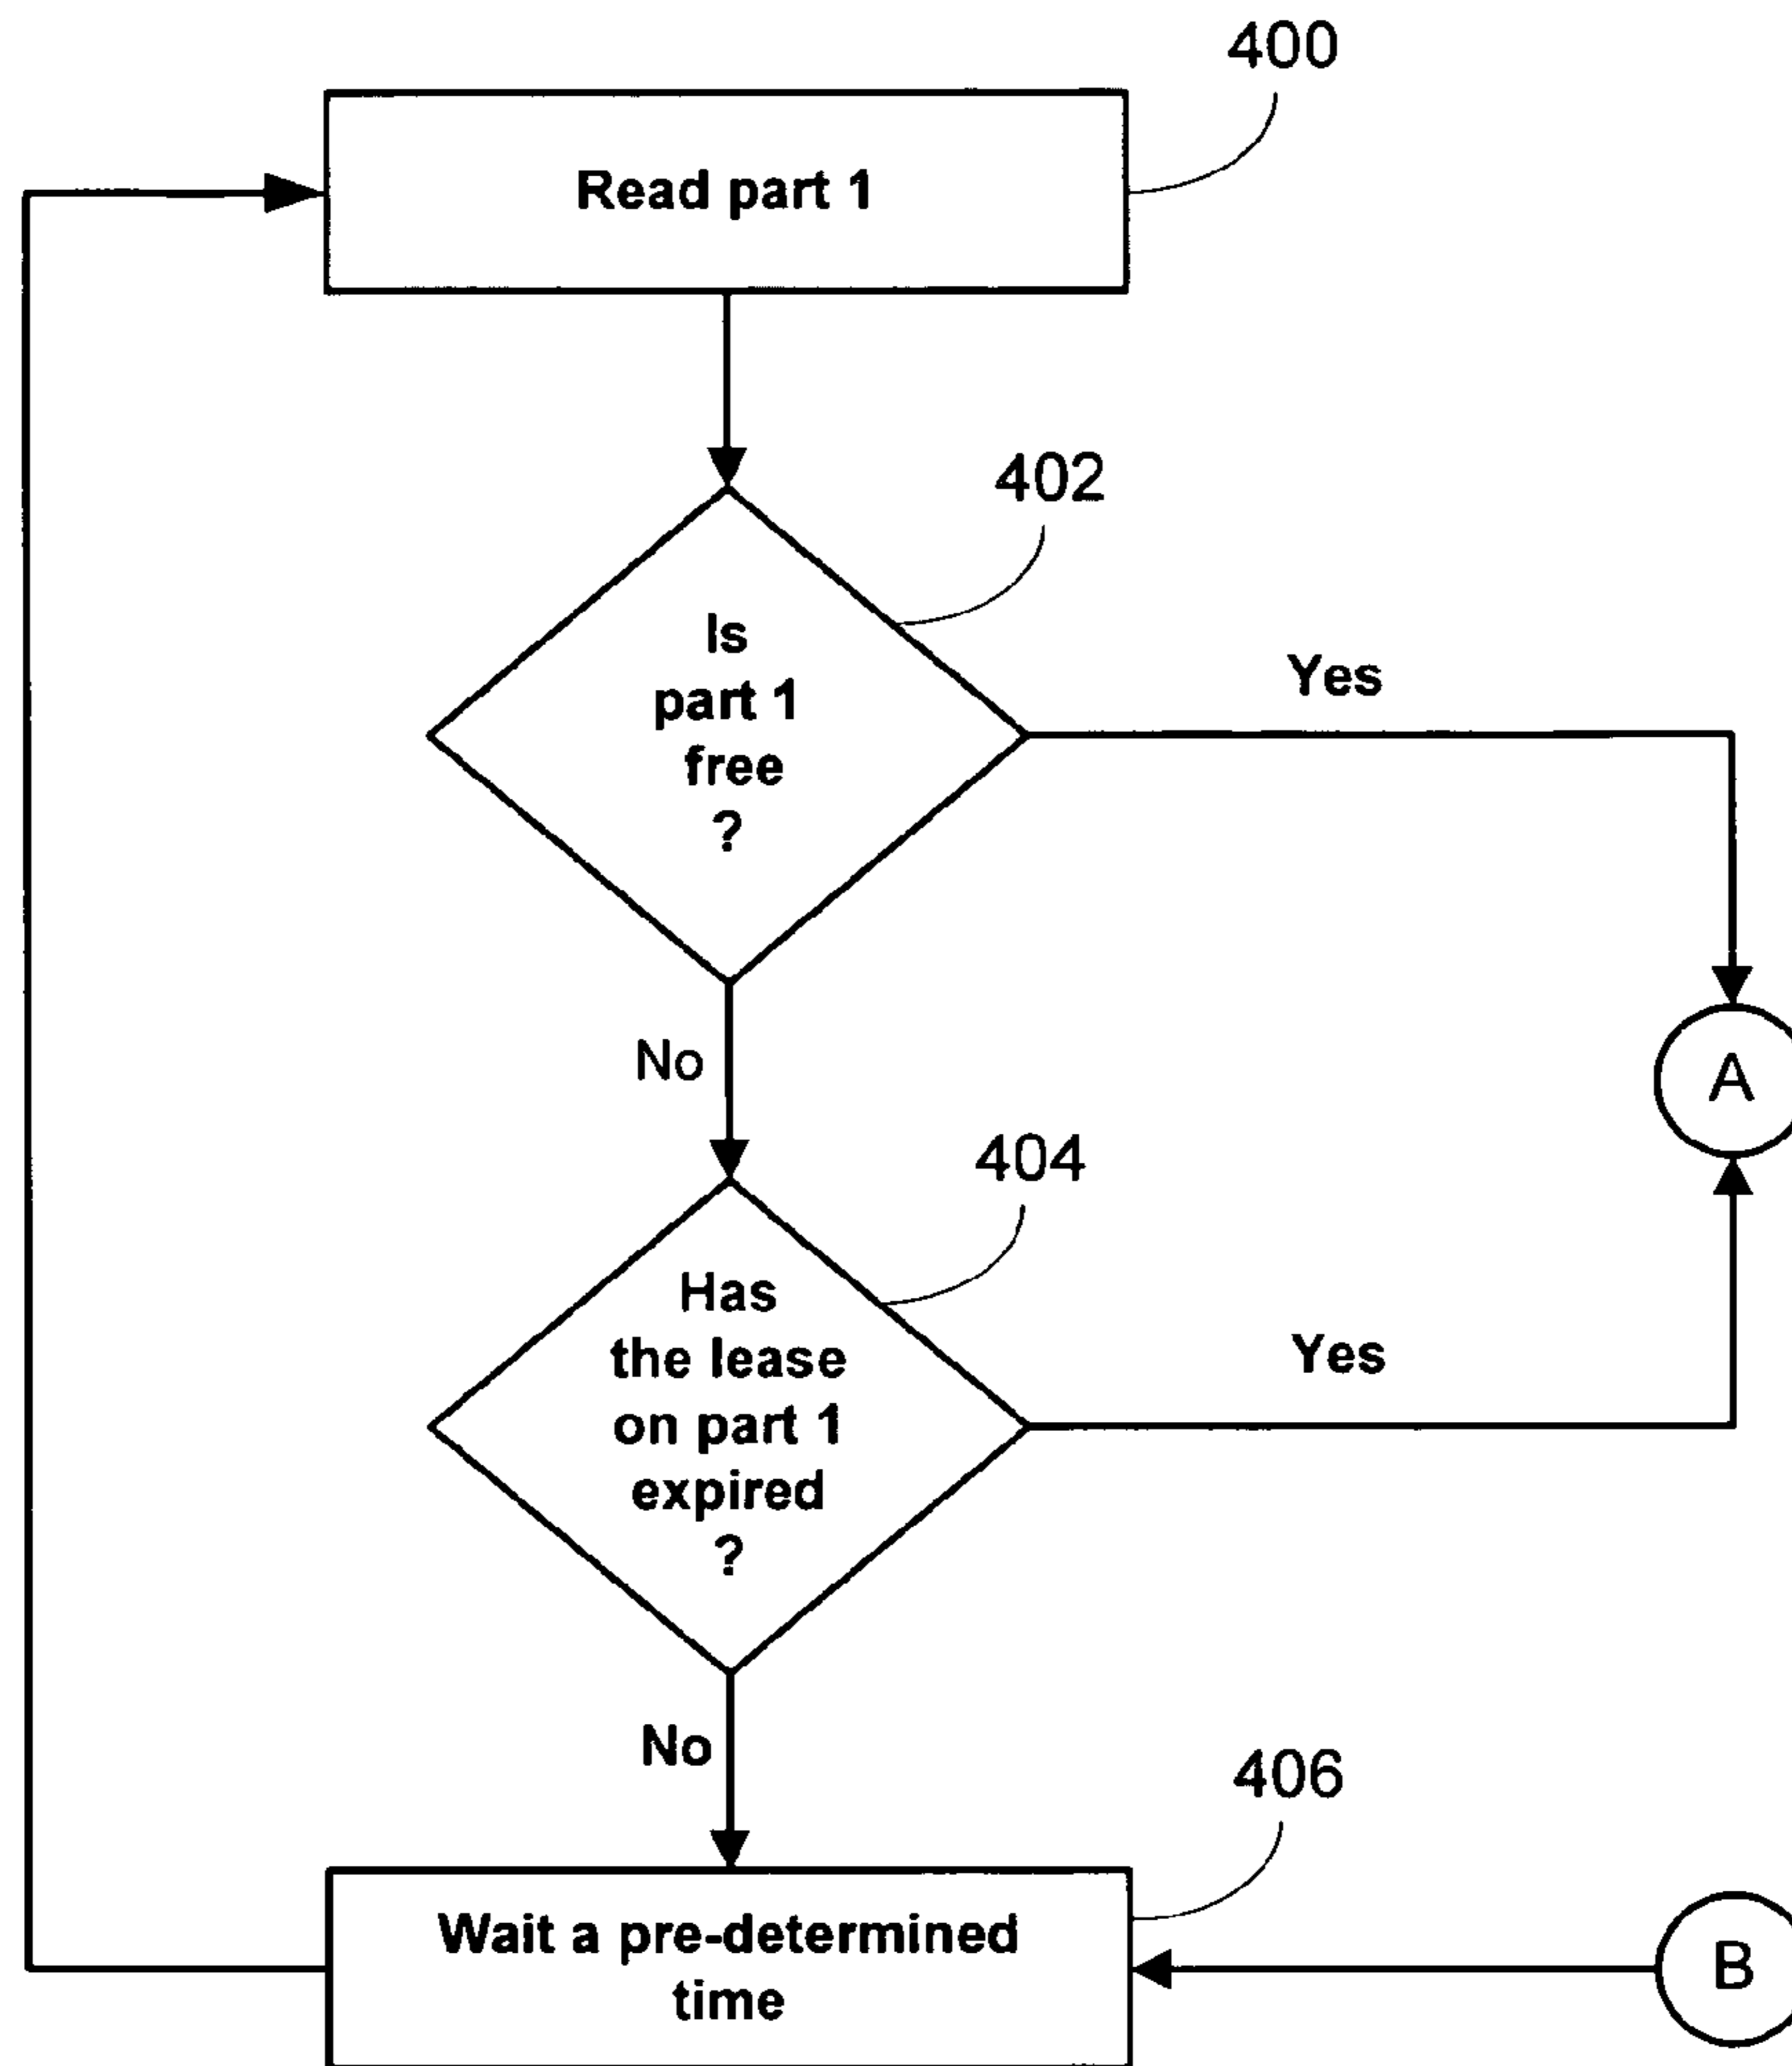 400
Read part 1
402
Is
part 1
free
?
Yes
No
A
404
Has
the lease
on part 1
expired
?
Yes
No
406
Wait a pre-determined
time
B